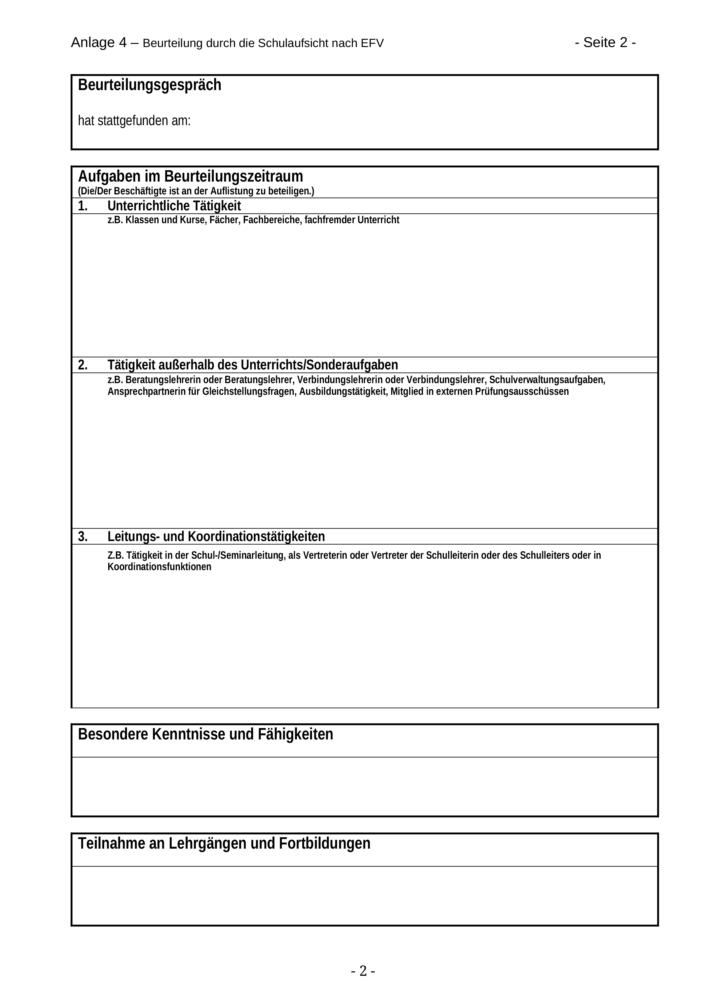 Anlage 4 – Beurteilung durch die Schulaufsicht nach EFV - Seite 2 -
Beurteilungsgespräch
hat stattgefunden am:
Aufgaben im Beurteilungszeitraum
(Die/Der Beschäftigte ist an der Auflistung zu beteiligen.)
1. Unterrichtliche Tätigkeit
z.B. Klassen und Kurse, Fächer, Fachbereiche, fachfremder Unterricht
2. Tätigkeit außerhalb des Unterrichts/Sonderaufgaben
z.B. Beratungslehrerin oder Beratungslehrer, Verbindungslehrerin oder Verbindungslehrer, Schulverwaltungsaufgaben,
Ansprechpartnerin für Gleichstellungsfragen, Ausbildungstätigkeit, Mitglied in externen Prüfungsausschüssen
3. Leitungs- und Koordinationstätigkeiten
Z.B. Tätigkeit in der Schul-/Seminarleitung, als Vertreterin oder Vertreter der Schulleiterin oder des Schulleiters oder in
Koordinationsfunktionen
Besondere Kenntnisse und Fähigkeiten
Teilnahme an Lehrgängen und Fortbildungen
- 2 -